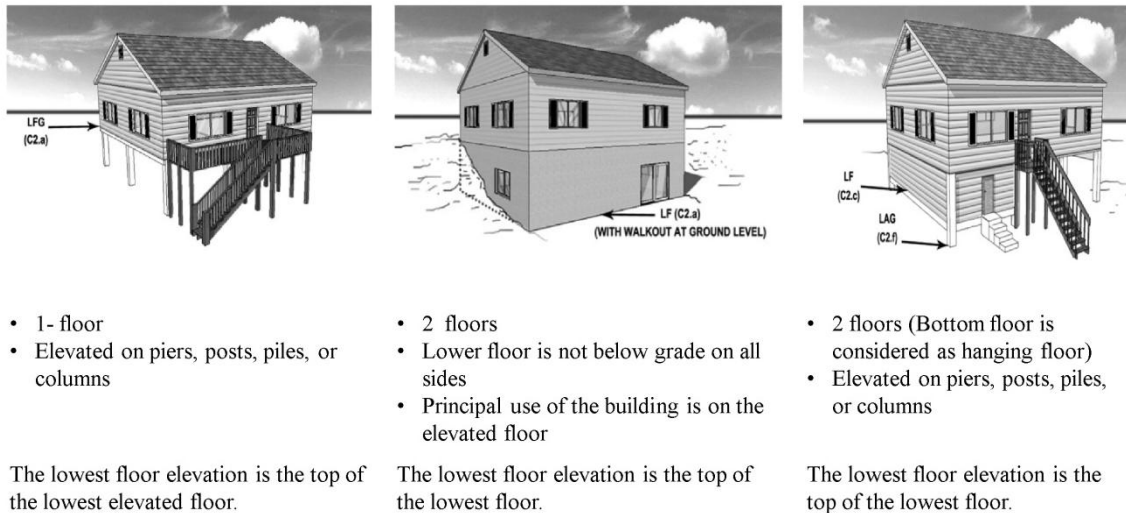 LFG
(C2.a)
LF (C2.a)
(WITH WALKOUT AT GROUND LEVEL)
LF
(C2.c)
LAG
(C2.f)
• 1- floor
• Elevated on piers, posts, piles, or
columns
The lowest floor elevation is the top of
the lowest elevated floor.
• 2 floors
• Lower floor is not below grade on all
sides
• Principal use of the building is on the
elevated floor
The lowest floor elevation is the top of
the lowest floor.
• 2 floors (Bottom floor is
considered as hanging floor)
• Elevated on piers, posts, piles,
or columns
The lowest floor elevation is the
top of the lowest floor.